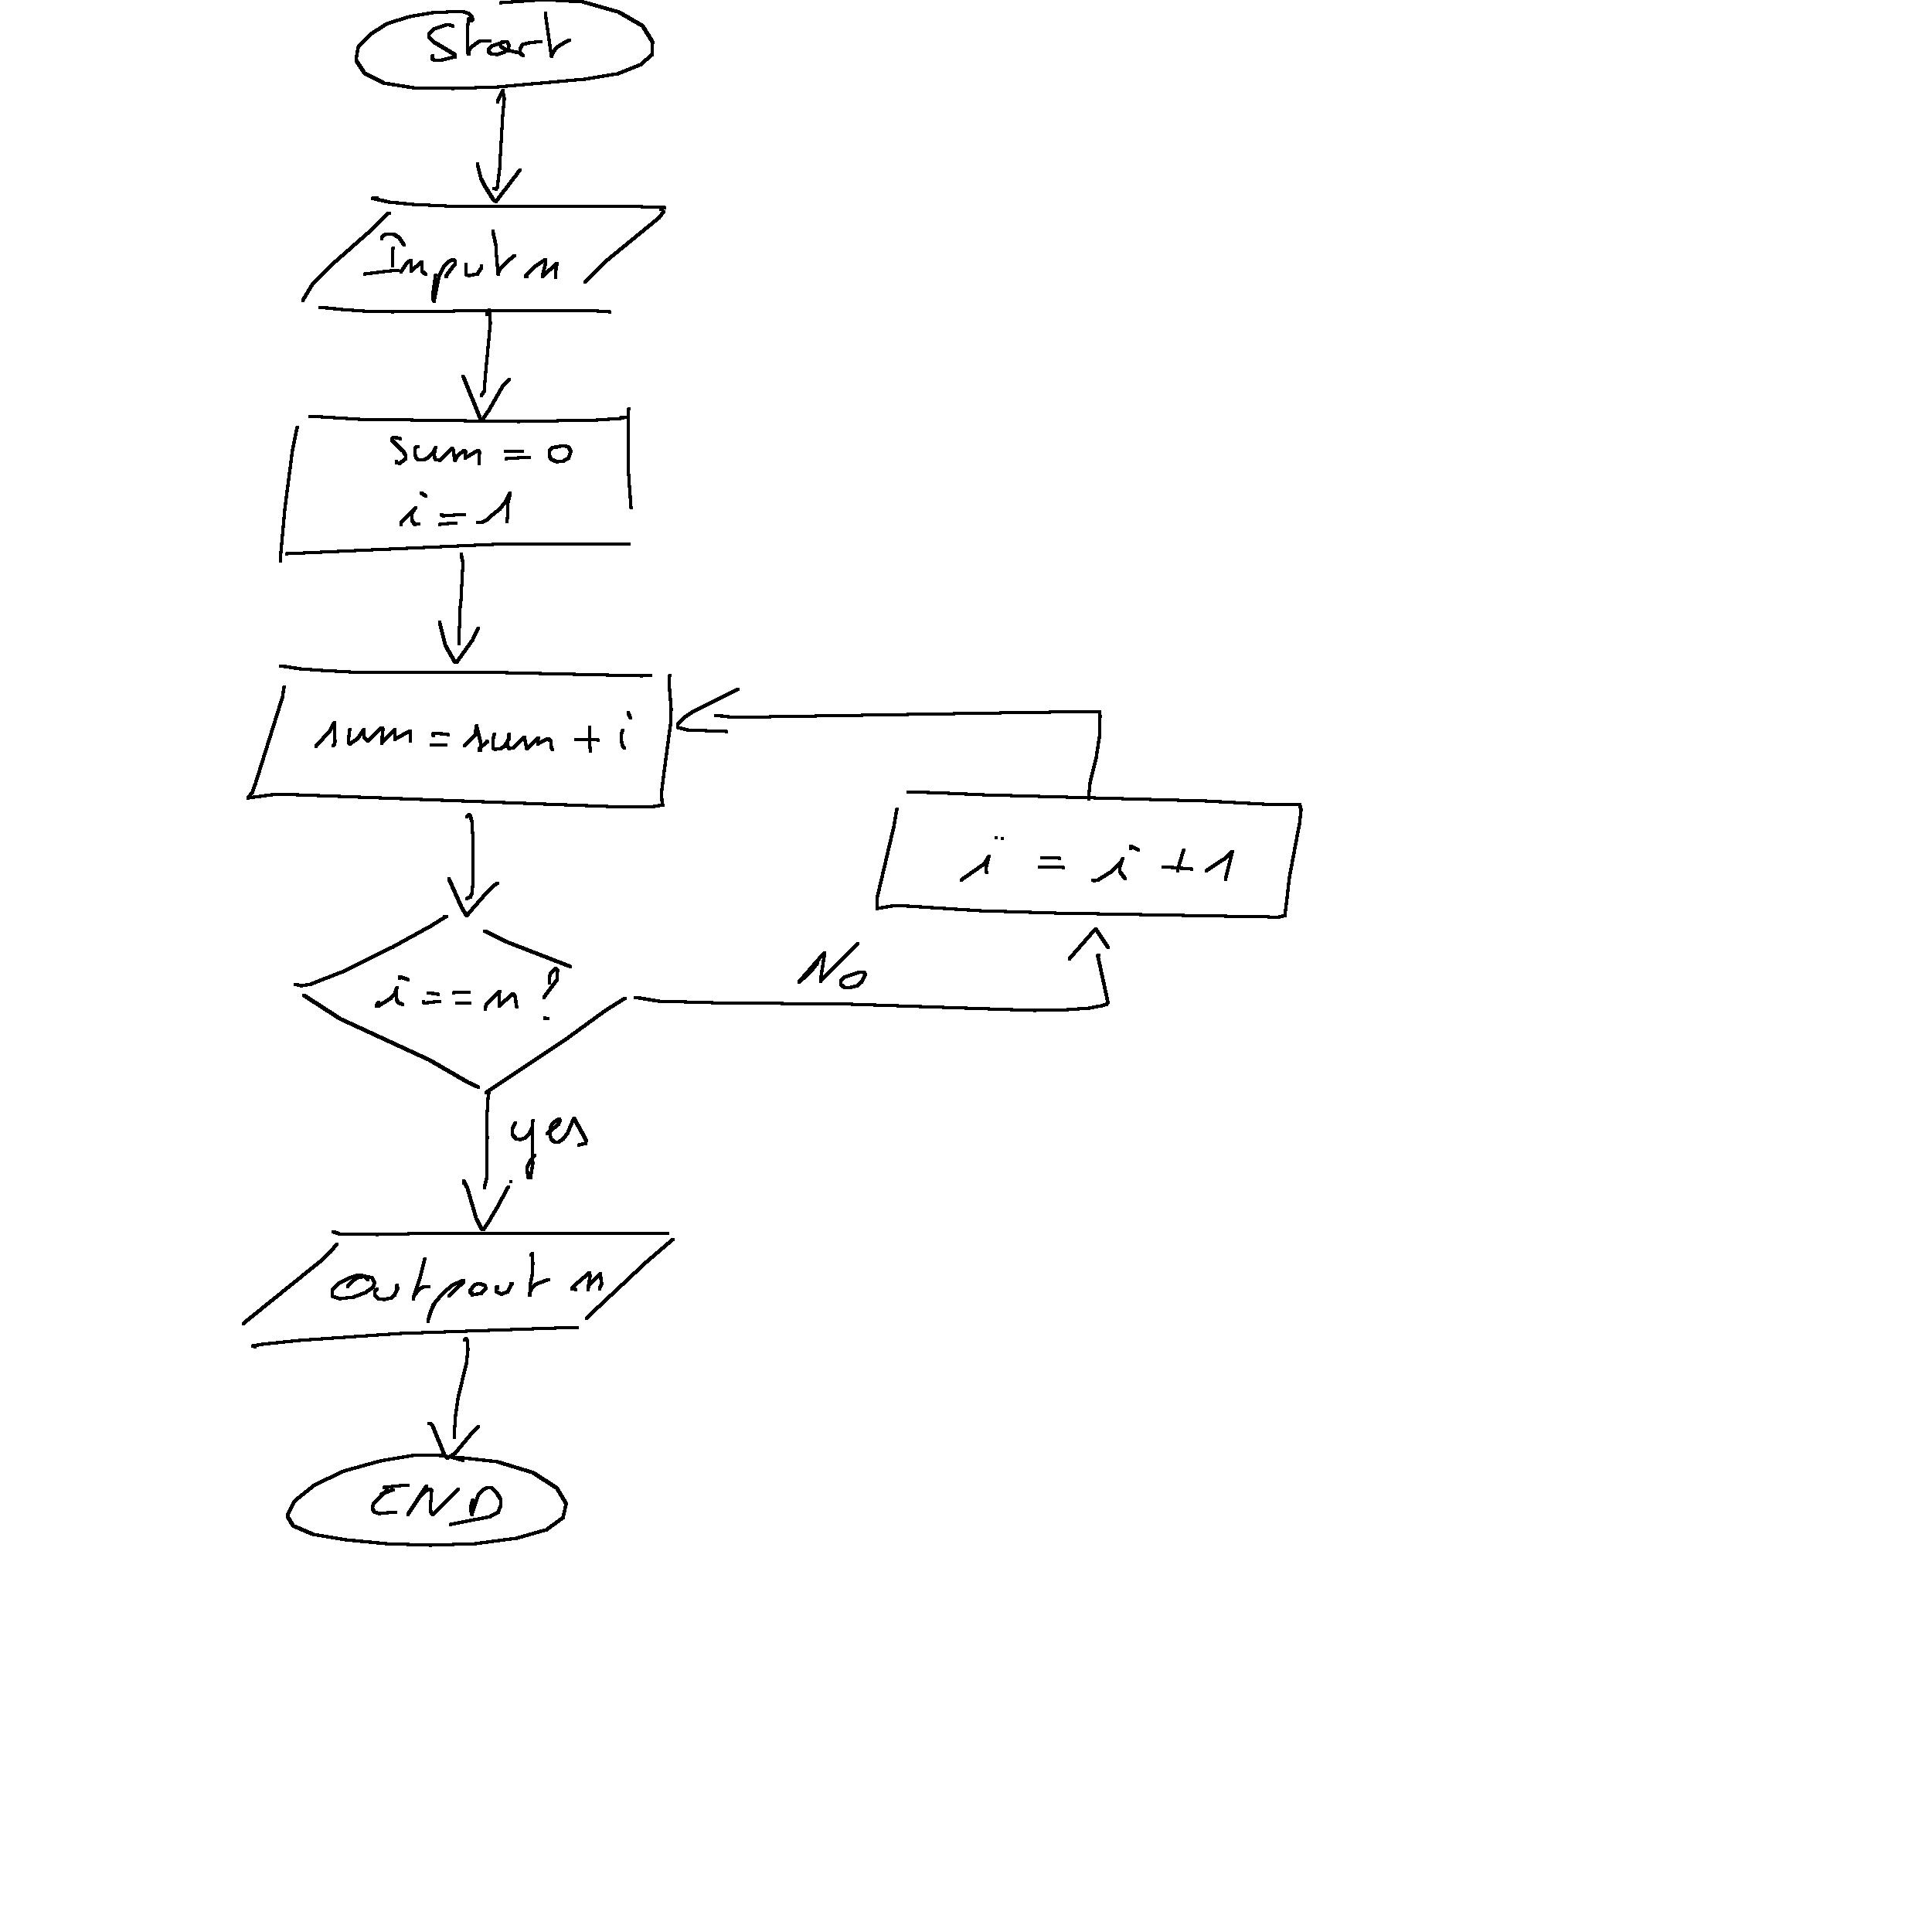 Start
Input n
sum = 0
i = 1
sum = sum + i
i = i + 1
i == n?
No
yes
Outpout n
END